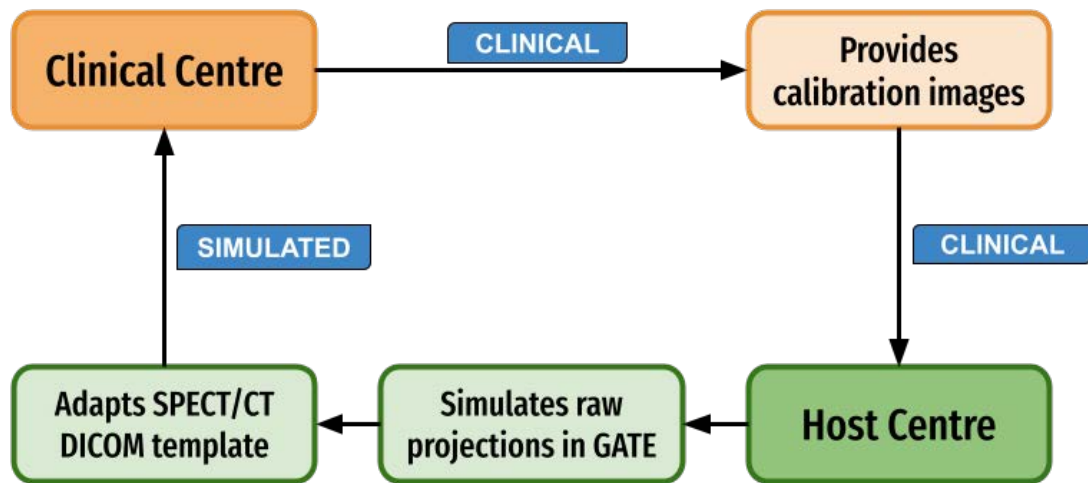 Clinical Centre
CLINICAL
Provides
calibration images
SIMULATED
CLINICAL
Adapts SPECT/CT
DICOM template
Simulates raw
projections in GATE
Host Centre